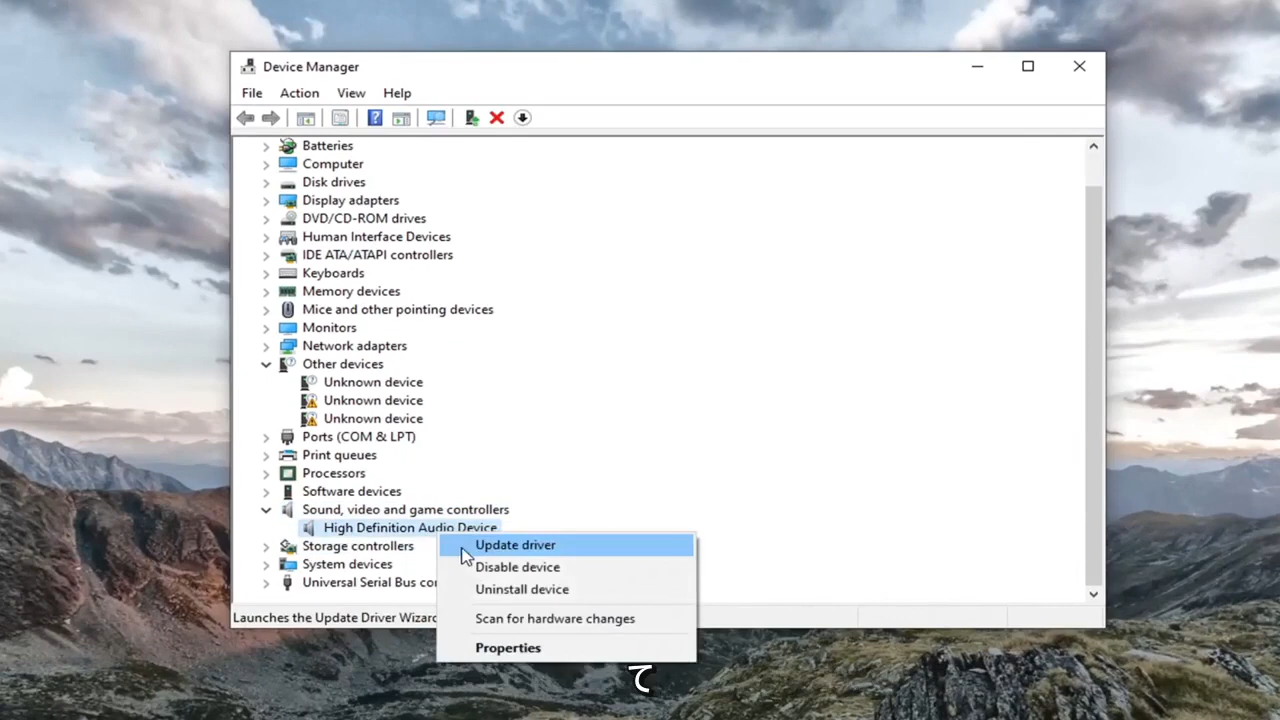 Device Manager
File Action View Help
Batteries
Computer
Disk drives
Display adapters
DVD/CD-ROM drives
Human Interface Devices
IDE ATA/ATAPI controllers
Keyboards
Memory devices
Mice and other pointing devices
Monitors
Network adapters
Other devices
Unknown device
Unknown device
Unknown device
Ports (COM & LPT)
Print queues
Processors
Software devices
Sound, video and game controllers
High Definition Audio Device
Storage controllers
System devices
Universal Serial Bus
Update driver
Disable device
Uninstall device
Scan for hardware changes
Properties
Launches the Update Driver Wizard
て